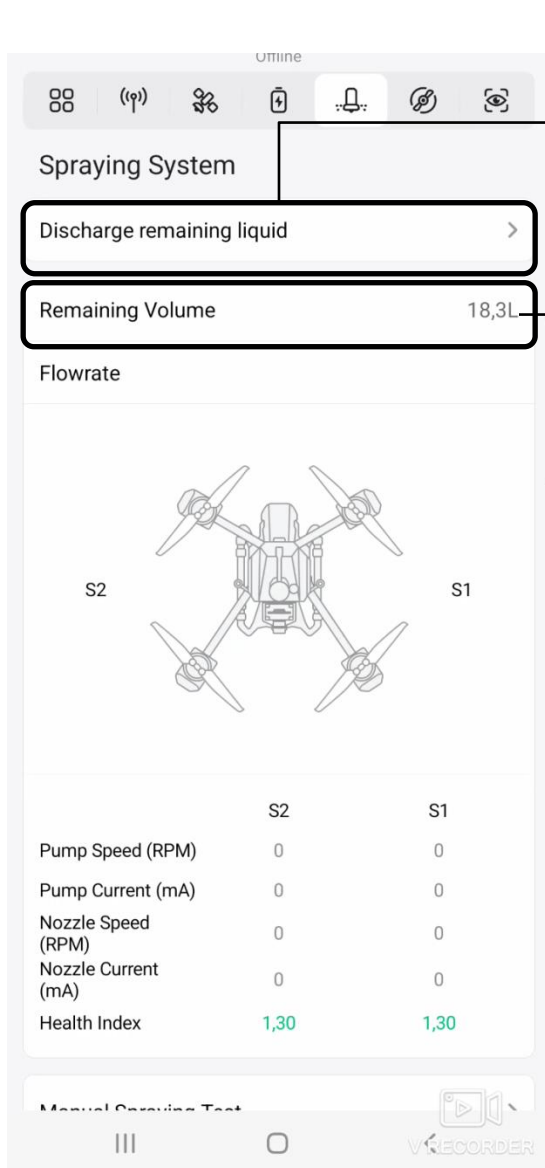 Offline
Spraying System
Discharge remaining liquid
Remaining Volume 18,3L
Flowrate
S2 S1
S2 S1
Pump Speed (RPM) 0 0
Pump Current (mA) 0 0
Nozzle Speed
(RPM) 0 0
Nozzle Current
(mA) 0 0
Health Index 1,30 1,30
Manual Spraying Test
V RECORDER